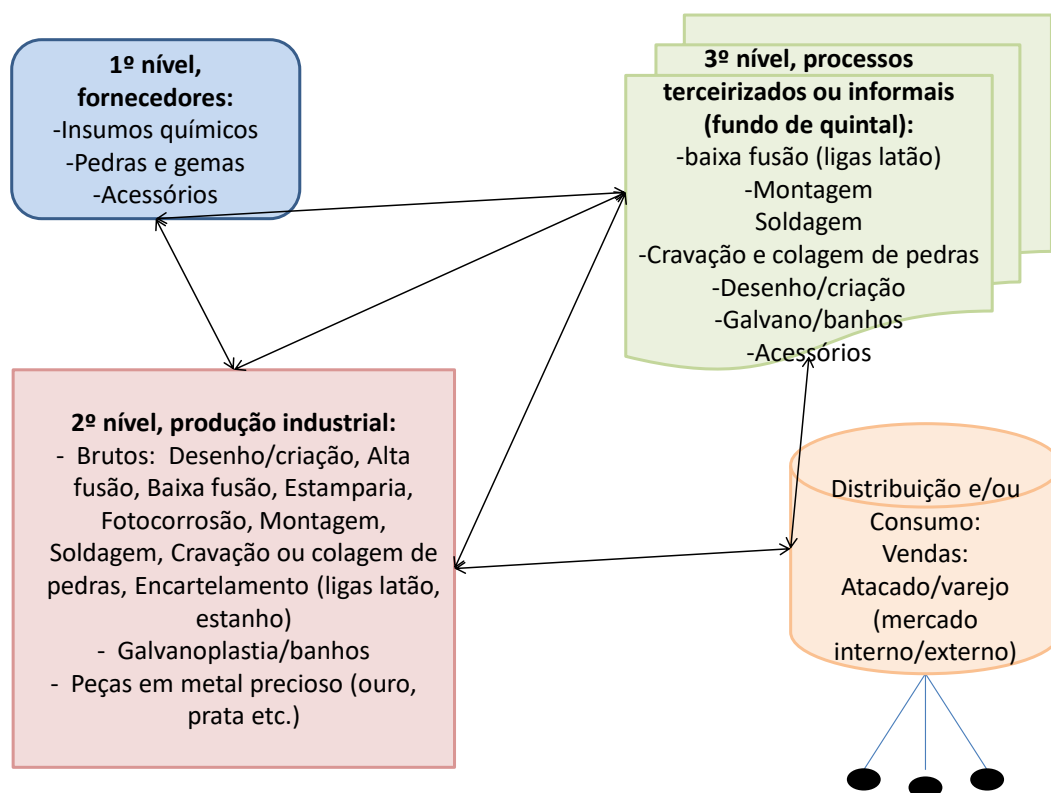 1º nível,
fornecedores:
-Insumos químicos
-Pedras e gemas
-Acessórios
3º nível, processos
terceirizados ou informais
(fundo de quintal):
-baixa fusão (ligas latão)
-Montagem
Soldagem
-Cravação e colagem de pedras
-Desenho/criação
-Galvano/banhos
-Acessórios
2º nível, produção industrial:
- Brutos: Desenho/criação, Alta
fusão, Baixa fusão, Estamparia,
Fotocorrosão, Montagem,
Soldagem, Cravação ou colagem de
pedras, Encartelamento (ligas latão,
estanho)
- Galvanoplastia/banhos
- Peças em metal precioso (ouro,
prata etc.)
Distribuição e/ou
Consumo:
Vendas:
Atacado/varejo
(mercado
interno/externo)